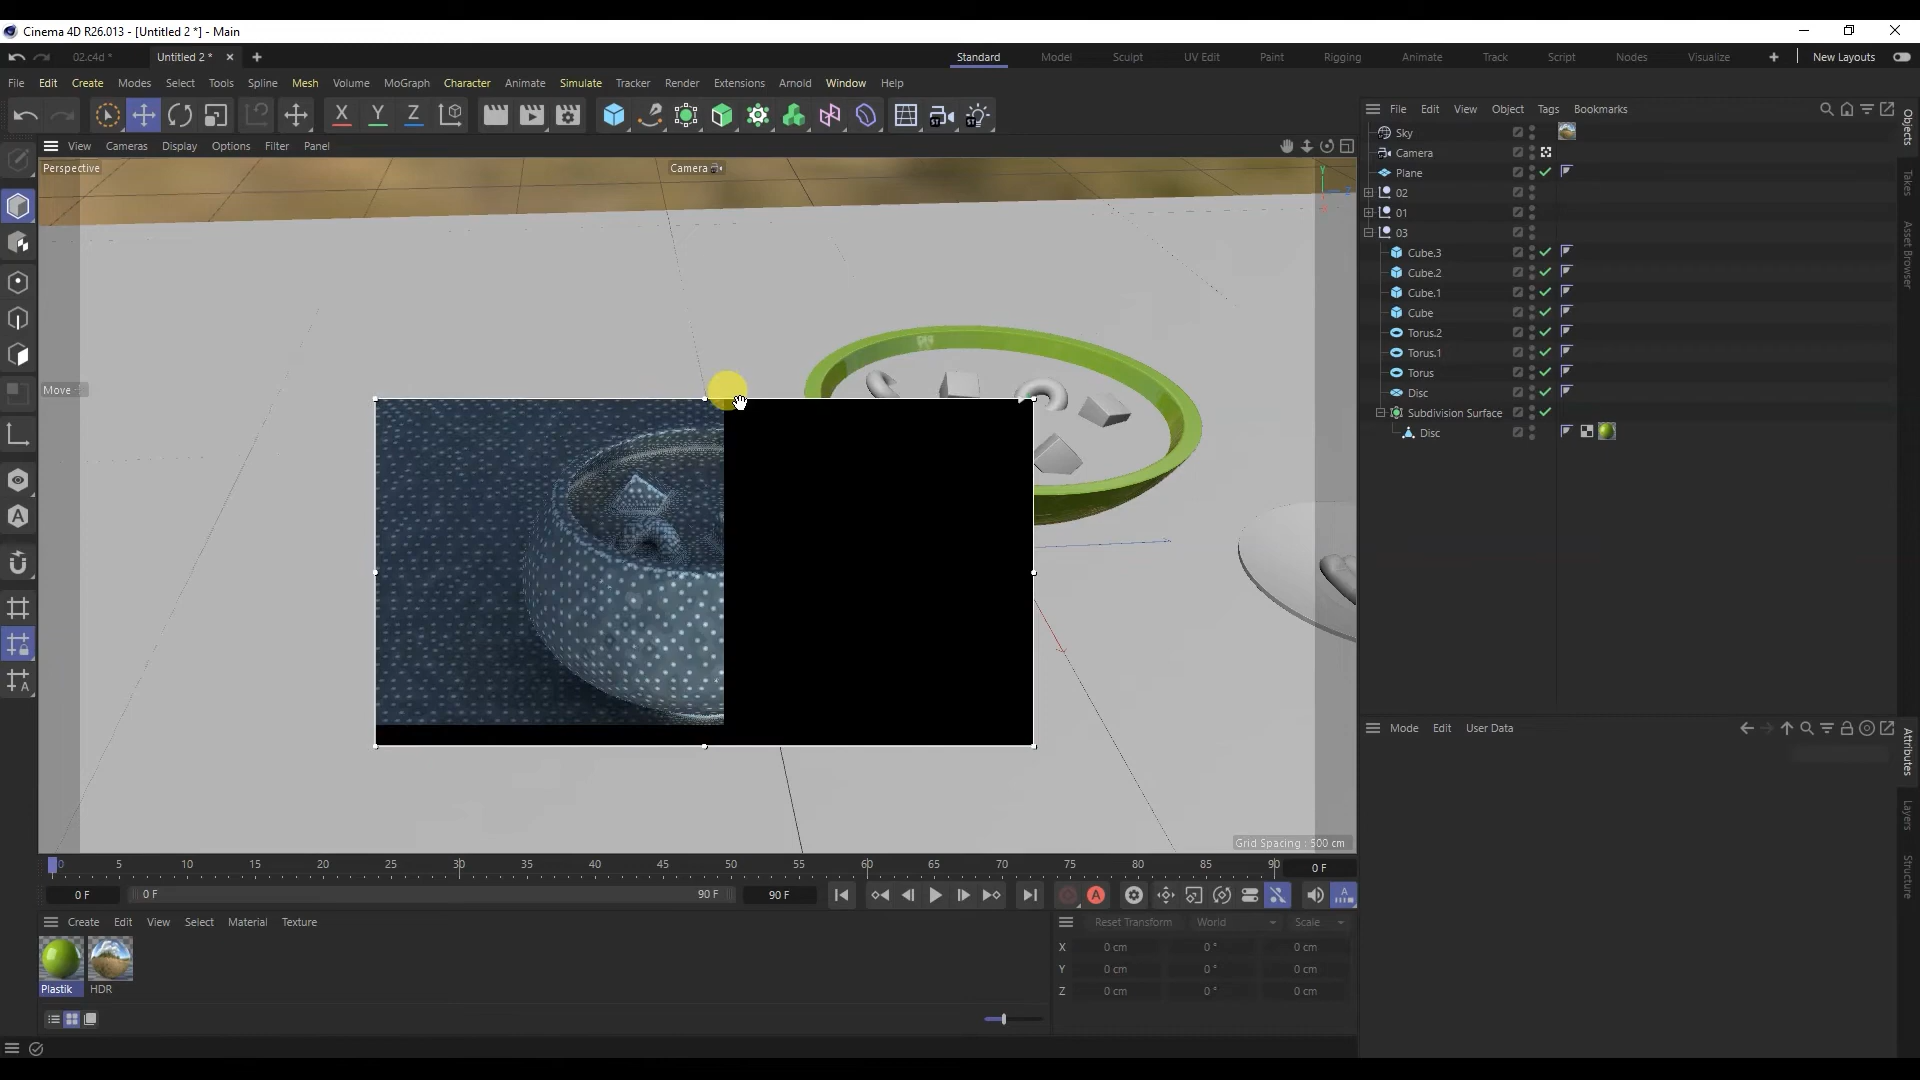 Cinema 4D R26.013 - [Untitled 2 *] - Main
02.c4d *
Untitled 2 *
Standard Model Sculpt UV Edit Paint Rigging Animate Track Script Nodes Visualize New Layouts
File Edit Create Modes Select Tools Spline Mesh Volume MoGraph Character Animate Simulate Tracker Render Extensions Arnold Window Help
X Y Z
File Edit View Object Tags Bookmarks
View Cameras Display Options Filter Panel
Perspective
Camera
Y
Move
Grid Spacing : 500 cm
Sky
Camera
Plane
02
01
03
Cube.3
Cube.2
Cube.1
Cube
Torus.2
Torus.1
Torus
Disc
Subdivision Surface
Disc
Objects
Takes
Asset Browser
Mode Edit User Data
Attributes
Layers
Structure
0 5 10 15 20 25 30 35 40 45 50 55 60 65 70 75 80 85 90 0 F
0 F 0 F 90 F 90 F
Create Edit View Select Material Texture
Plastik HDR
Reset Transform World Scale
X 0 cm 0 ° 0 cm
Y 0 cm 0 ° 0 cm
Z 0 cm 0 ° 0 cm